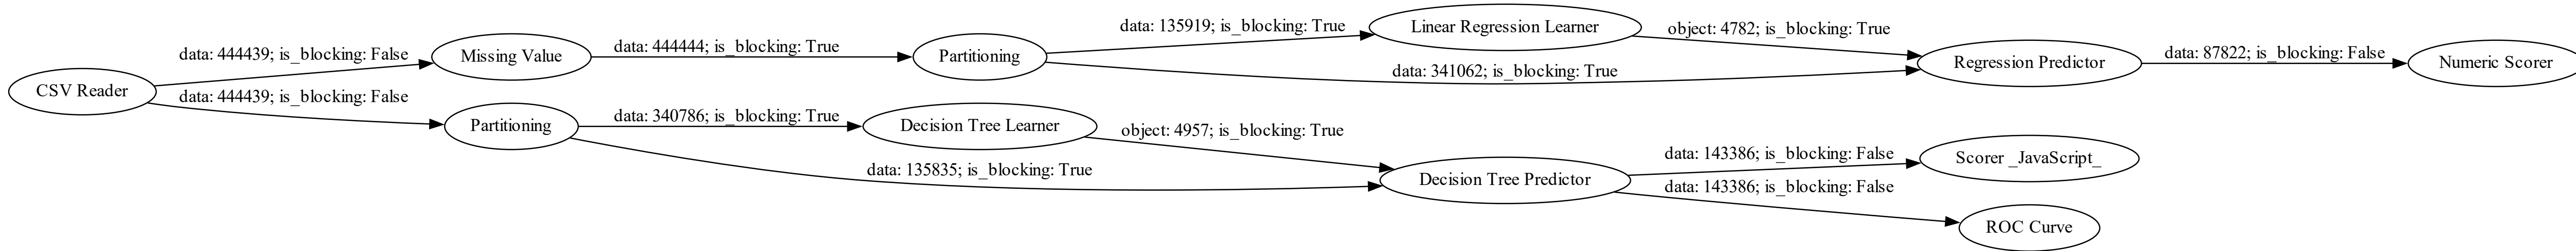 data: 135919; is_blocking: True
Linear Regression Learner
object: 4782; is_blocking: True
data: 444439; is_blocking: False
Missing Value
data: 444444; is_blocking: True
Partitioning
data: 341062; is_blocking: True
Regression Predictor
data: 87822; is_blocking: False
Numeric Scorer
CSV Reader
data: 444439; is_blocking: False
Partitioning
data: 340786; is_blocking: True
Decision Tree Learner
object: 4957; is_blocking: True
data: 135835; is_blocking: True
Decision Tree Predictor
data: 143386; is_blocking: False
Scorer _JavaScript_
data: 143386; is_blocking: False
ROC Curve